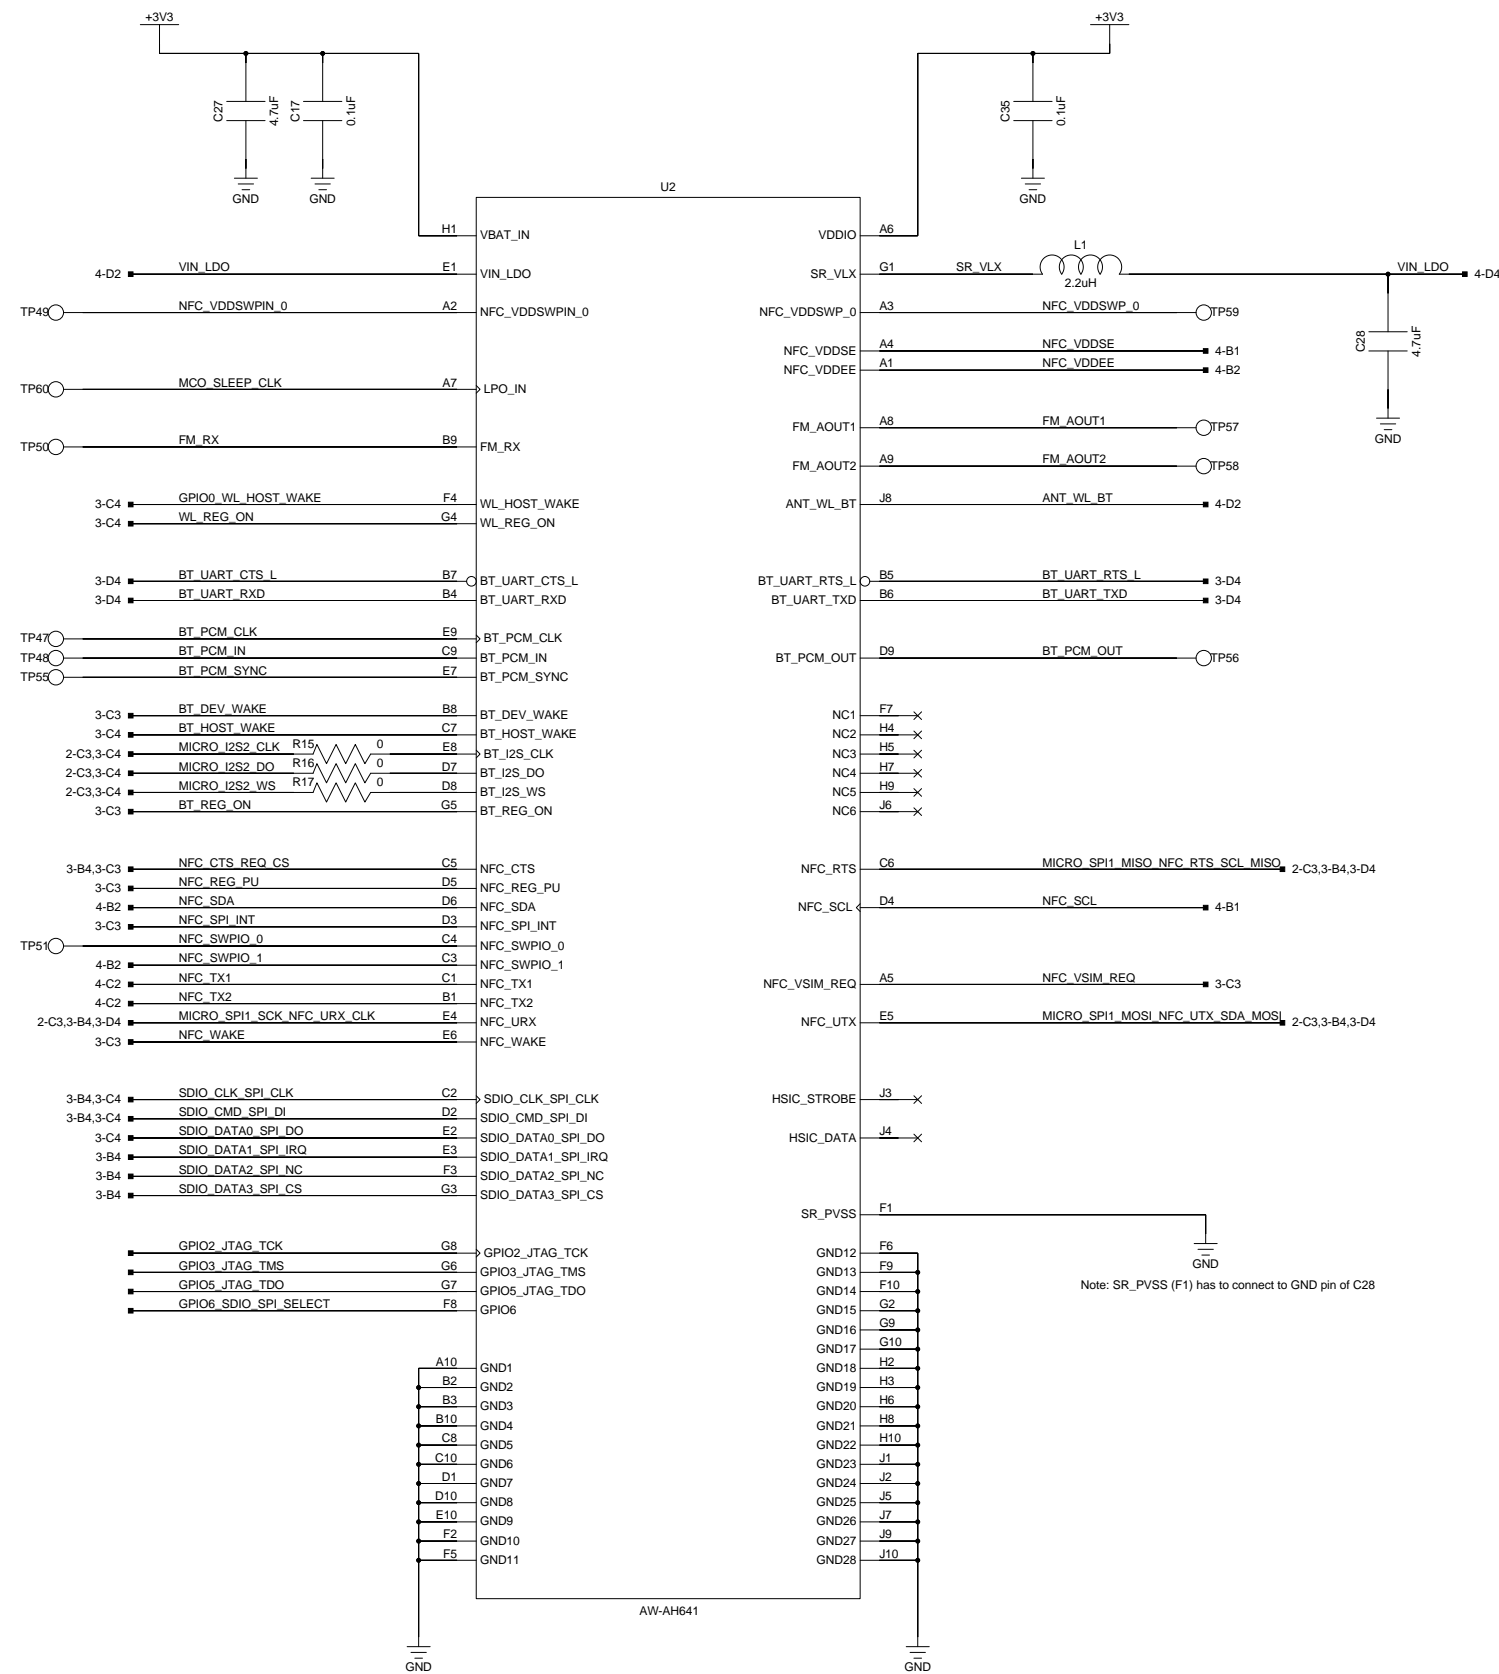 +3V3 +3V3
C27 4.7uF C17 0.1uF C35 0.1uF
GND GND GND
U2
H1 VBAT_IN VDDIO A6
L1
4-D2 VIN_LDO E1 VIN_LDO SR_VLX G1 SR_VLX 2.2uH VIN_LDO 4-D4
TP49 NFC_VDDSWPIN_0 A2 NFC_VDDSWPIN_0 NFC_VDDSWP_0 A3 NFC_VDDSWP_0 TP59
C28 4.7uF
NFC_VDDSE A4 NFC_VDDSE 4-B1
NFC_VDDEE A1 NFC_VDDEE 4-B2
TP60 MCO_SLEEP_CLK A7 LPO_IN
FM_AOUT1 A8 FM_AOUT1 TP57
GND
TP50 FM_RX B9 FM_RX
FM_AOUT2 A9 FM_AOUT2 TP58
3-C4 GPIO0_WL_HOST_WAKE F4 WL_HOST_WAKE ANT_WL_BT J8 ANT_WL_BT 4-D2
3-C4 WL_REG_ON G4 WL_REG_ON
3-D4 BT_UART_CTS_L B7 BT_UART_CTS_L BT_UART_RTS_L B5 BT_UART_RTS_L 3-D4
3-D4 BT_UART_RXD B4 BT_UART_RXD BT_UART_TXD B6 BT_UART_TXD 3-D4
TP47 BT_PCM_CLK E9 BT_PCM_CLK
TP48 BT_PCM_IN C9 BT_PCM_IN BT_PCM_OUT D9 BT_PCM_OUT TP56
TP55 BT_PCM_SYNC E7 BT_PCM_SYNC
3-C3 BT_DEV_WAKE B8 BT_DEV_WAKE NC1 F7
3-C4 BT_HOST_WAKE C7 BT_HOST_WAKE NC2 H4
2-C3,3-C4 MICRO_I2S2_CLK R15 0 E8 BT_I2S_CLK NC3 H5
2-C3,3-C4 MICRO_I2S2_DO R16 0 D7 BT_I2S_DO NC4 H7
2-C3,3-C4 MICRO_I2S2_WS R17 0 D8 BT_I2S_WS NC5 H9
3-C3 BT_REG_ON G5 BT_REG_ON NC6 J6
3-B4,3-C3 NFC_CTS_REQ_CS C5 NFC_CTS NFC_RTS C6 MICRO_SPI1_MISO_NFC_RTS_SCL_MISO 2-C3,3-B4,3-D4
3-C3 NFC_REG_PU D5 NFC_REG_PU
4-B2 NFC_SDA D6 NFC_SDA NFC_SCL D4 NFC_SCL 4-B1
3-C3 NFC_SPI_INT D3 NFC_SPI_INT
TP51 NFC_SWPIO_0 C4 NFC_SWPIO_0
4-B2 NFC_SWPIO_1 C3 NFC_SWPIO_1
4-C2 NFC_TX1 C1 NFC_TX1 NFC_VSIM_REQ A5 NFC_VSIM_REQ 3-C3
4-C2 NFC_TX2 B1 NFC_TX2
2-C3,3-B4,3-D4 MICRO_SPI1_SCK_NFC_URX_CLK E4 NFC_URX NFC_UTX E5 MICRO_SPI1_MOSI_NFC_UTX_SDA_MOSI 2-C3,3-B4,3-D4
3-C3 NFC_WAKE E6 NFC_WAKE
3-B4,3-C4 SDIO_CLK_SPI_CLK C2 SDIO_CLK_SPI_CLK HSIC_STROBE J3
3-B4,3-C4 SDIO_CMD_SPI_DI D2 SDIO_CMD_SPI_DI
3-C4 SDIO_DATA0_SPI_DO E2 SDIO_DATA0_SPI_DO HSIC_DATA J4
3-B4 SDIO_DATA1_SPI_IRQ E3 SDIO_DATA1_SPI_IRQ
3-B4 SDIO_DATA2_SPI_NC F3 SDIO_DATA2_SPI_NC
3-B4 SDIO_DATA3_SPI_CS G3 SDIO_DATA3_SPI_CS
SR_PVSS F1
GPIO2_JTAG_TCK G8 GPIO2_JTAG_TCK GND12 F6
GND
GPIO3_JTAG_TMS G6 GPIO3_JTAG_TMS GND13 F9
GPIO5_JTAG_TDO G7 GPIO5_JTAG_TDO GND14 F10
Note: SR_PVSS (F1) has to connect to GND pin of C28
GPIO6_SDIO_SPI_SELECT F8 GPIO6 GND15 G2
GND16 G9
GND17 G10
A10 GND1 GND18 H2
B2 GND2 GND19 H3
B3 GND3 GND20 H6
B10 GND4 GND21 H8
C8 GND5 GND22 H10
C10 GND6 GND23 J1
D1 GND7 GND24 J2
D10 GND8 GND25 J5
E10 GND9 GND26 J7
F2 GND10 GND27 J9
F5 GND11 GND28 J10
AW-AH641
GND GND